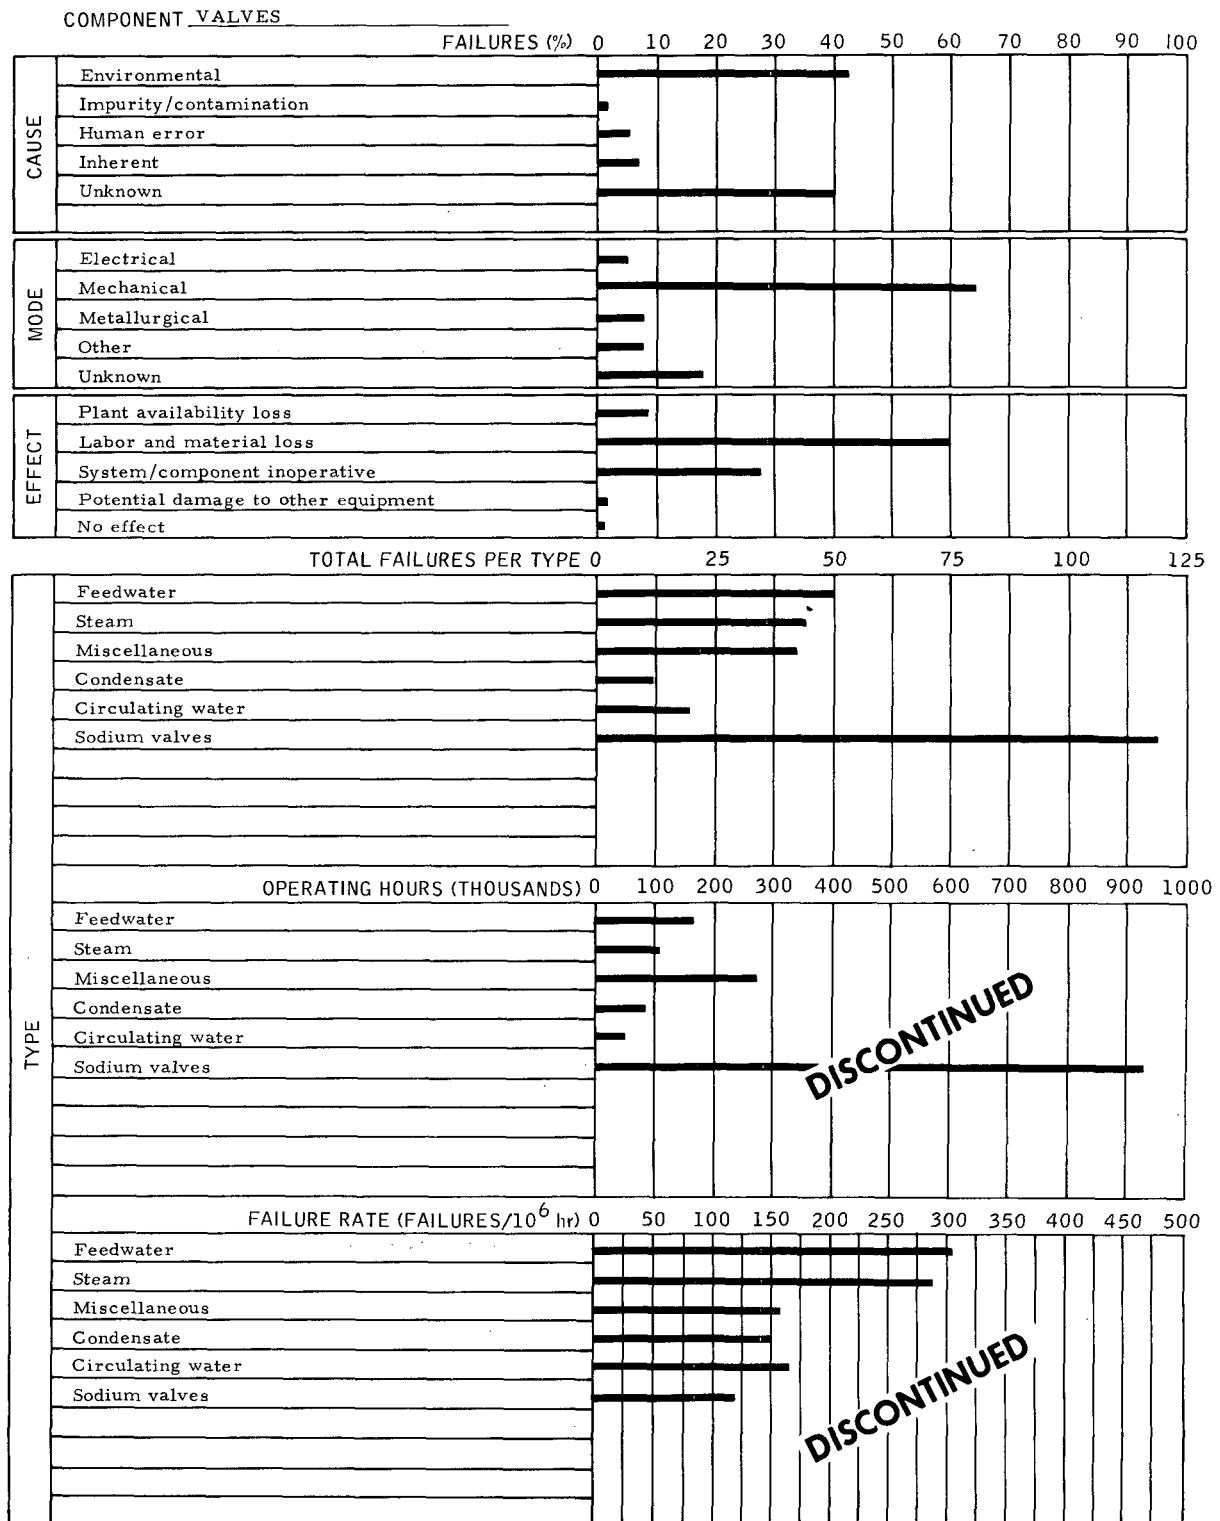 COMPONENT VALVES
FAILURES (%) 0 10 20 30 40 50 60 70 80 90 100
CAUSE
Environmental
Impurity/contamination
Human error
Inherent
Unknown
MODE
Electrical
Mechanical
Metallurgical
Other
Unknown
EFFECT
Plant availability loss
Labor and material loss
System/component inoperative
Potential damage to other equipment
No effect
TOTAL FAILURES PER TYPE 0 25 50 75 100 125
TYPE
Feedwater
Steam
Miscellaneous
Condensate
Circulating water
Sodium valves
OPERATING HOURS (THOUSANDS) 0 100 200 300 400 500 600 700 800 900 1000
Feedwater
Steam
Miscellaneous
Condensate
Circulating water
Sodium valves
DISCONTINUED
FAILURE RATE (FAILURES/10⁶ hr) 0 50 100 150 200 250 300 350 400 450 500
Feedwater
Steam
Miscellaneous
Condensate
Circulating water
Sodium valves
DISCONTINUED